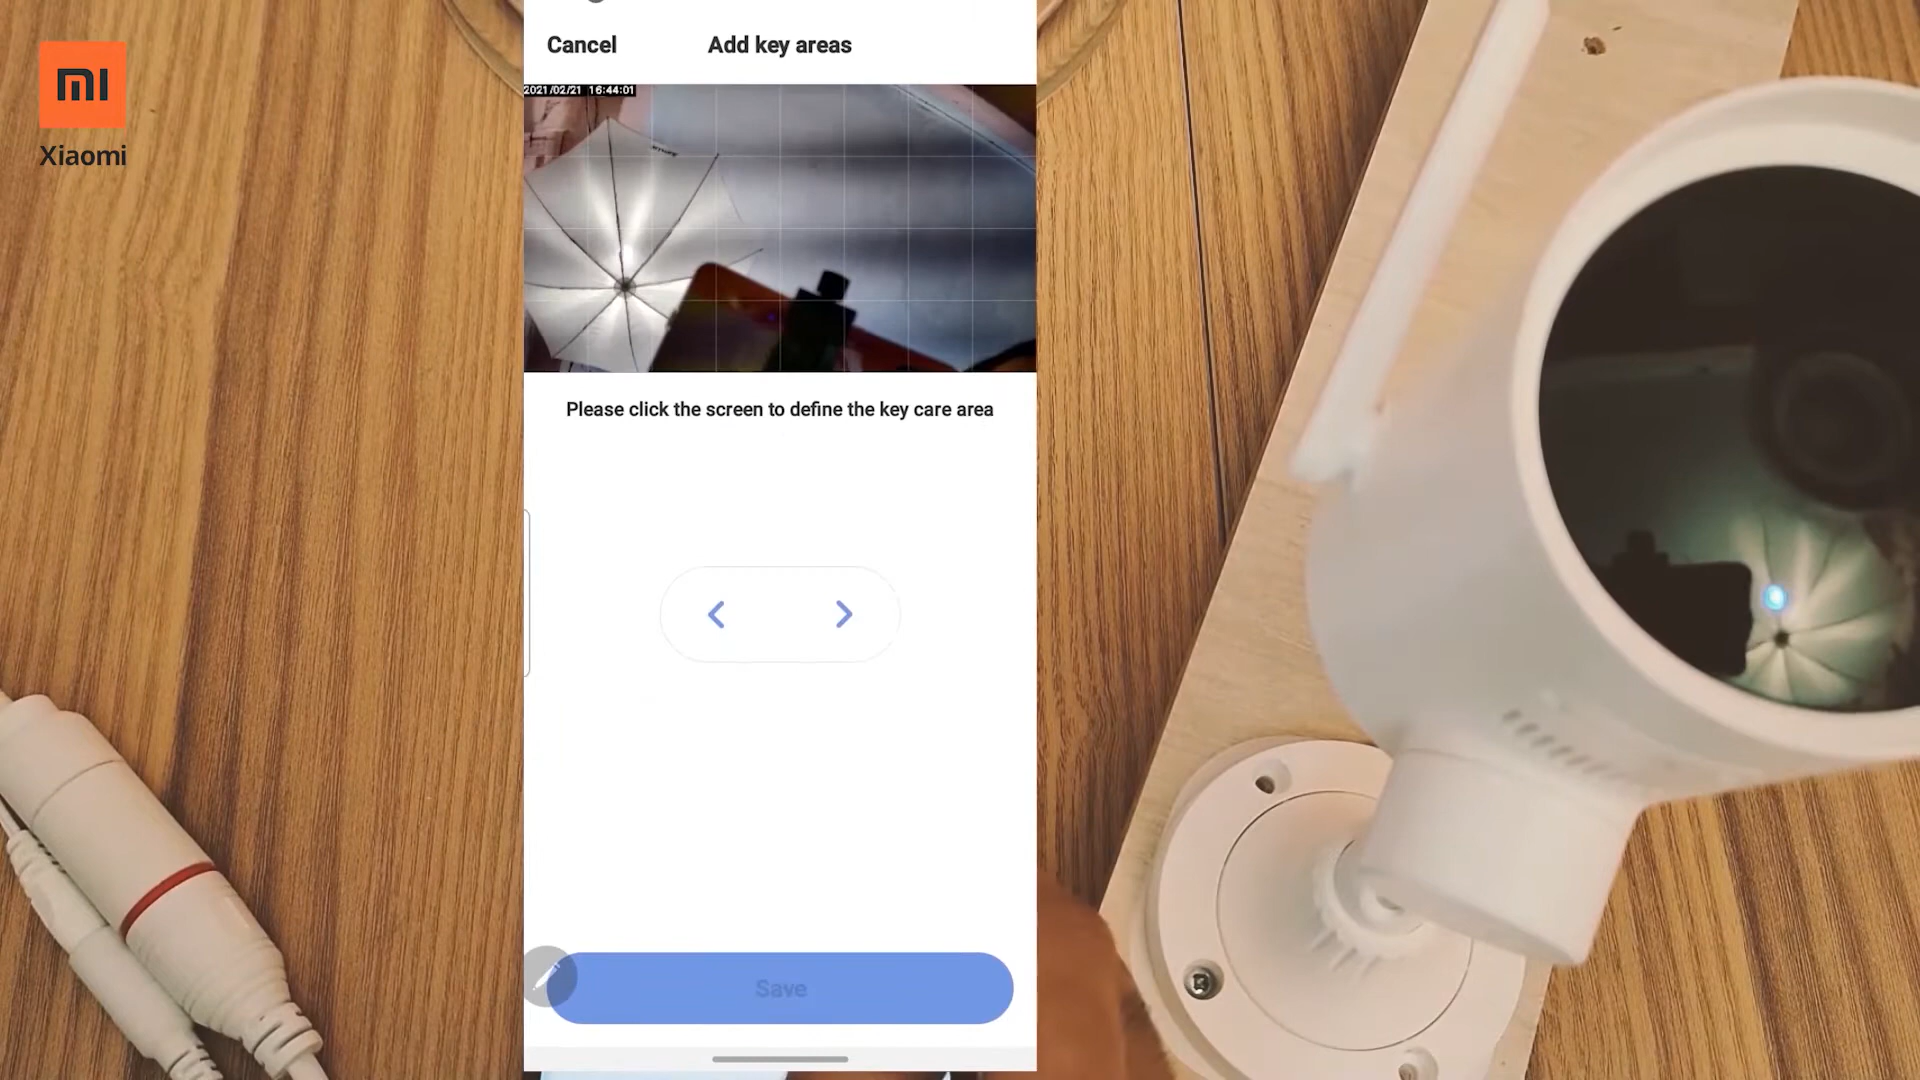 Cancel
Add key areas
2021/02/21 16:44:01
Xiaomi
Please click the screen to define the key care area
Save